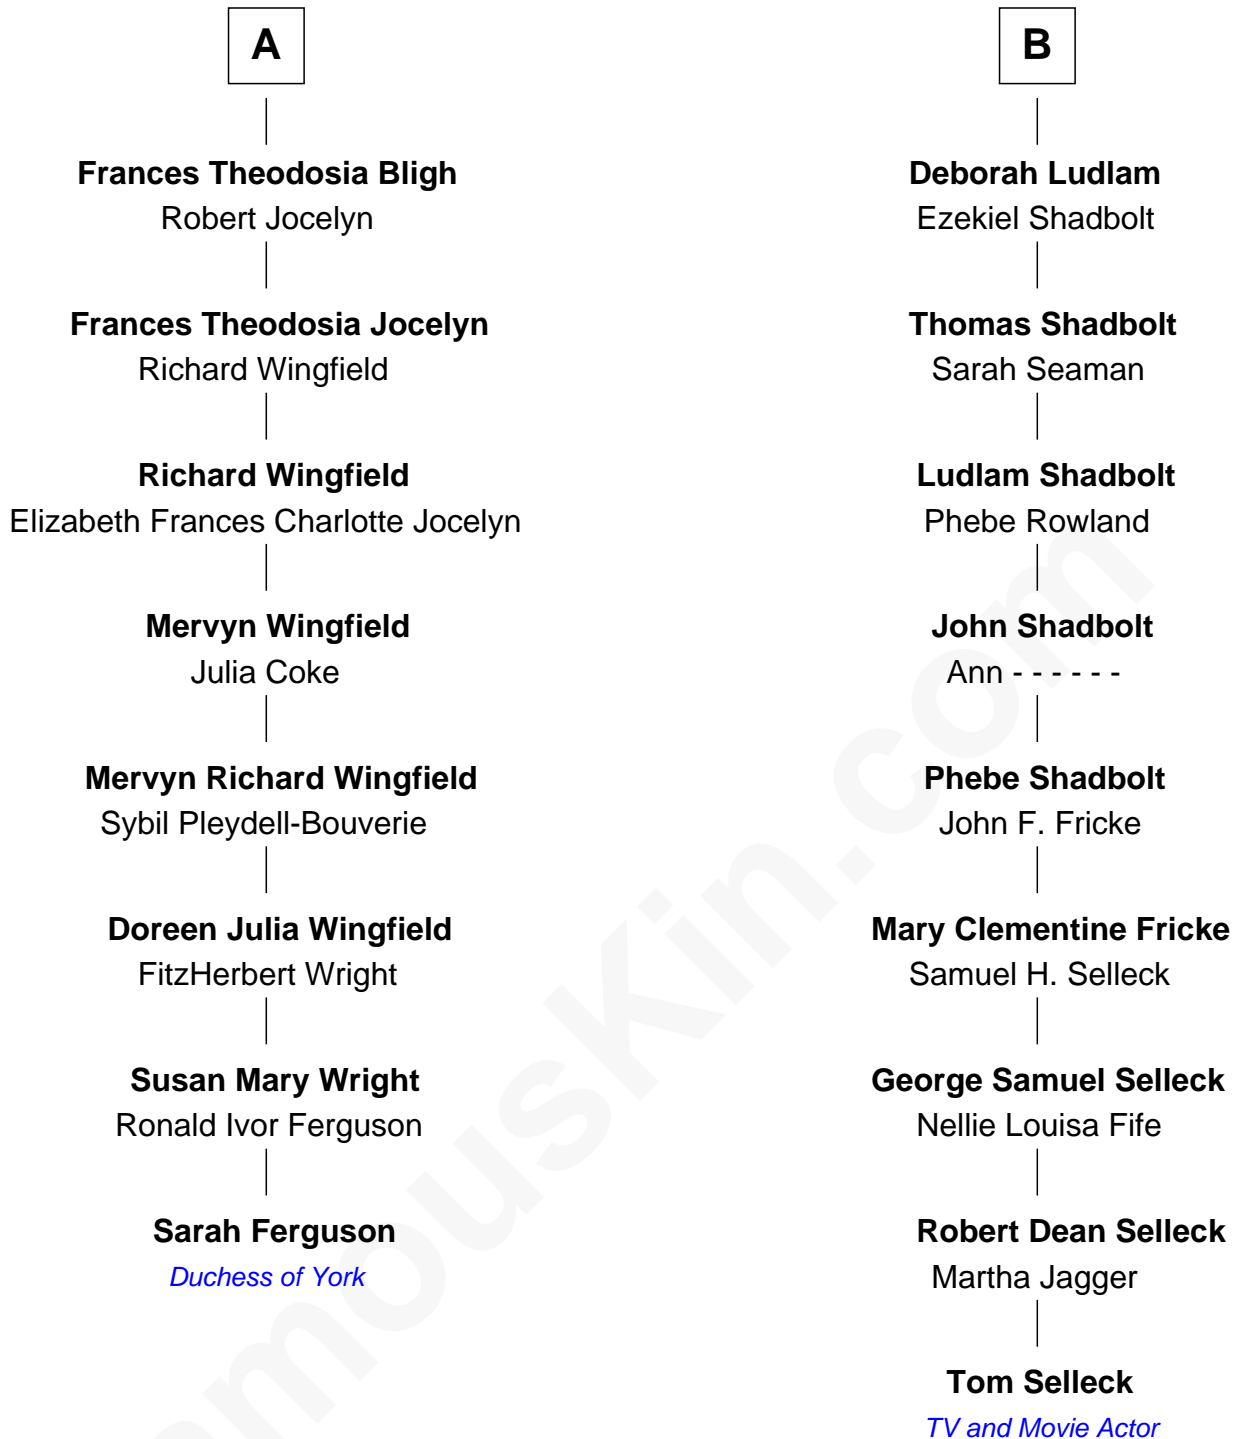 A
Frances Theodosia Bligh
Robert Jocelyn
Frances Theodosia Jocelyn
Richard Wingfield
Richard Wingfield
Elizabeth Frances Charlotte Jocelyn
Mervyn Wingfield
Julia Coke
Mervyn Richard Wingfield
Sybil Pleydell-Bouverie
Doreen Julia Wingfield
FitzHerbert Wright
Susan Mary Wright
Ronald Ivor Ferguson
Sarah Ferguson
Duchess of York
B
Deborah Ludlam
Ezekiel Shadbolt
Thomas Shadbolt
Sarah Seaman
Ludlam Shadbolt
Phebe Rowland
John Shadbolt
Ann - - - - - -
Phebe Shadbolt
John F. Fricke
Mary Clementine Fricke
Samuel H. Selleck
George Samuel Selleck
Nellie Louisa Fife
Robert Dean Selleck
Martha Jagger
Tom Selleck
TV and Movie Actor
amousKin.com